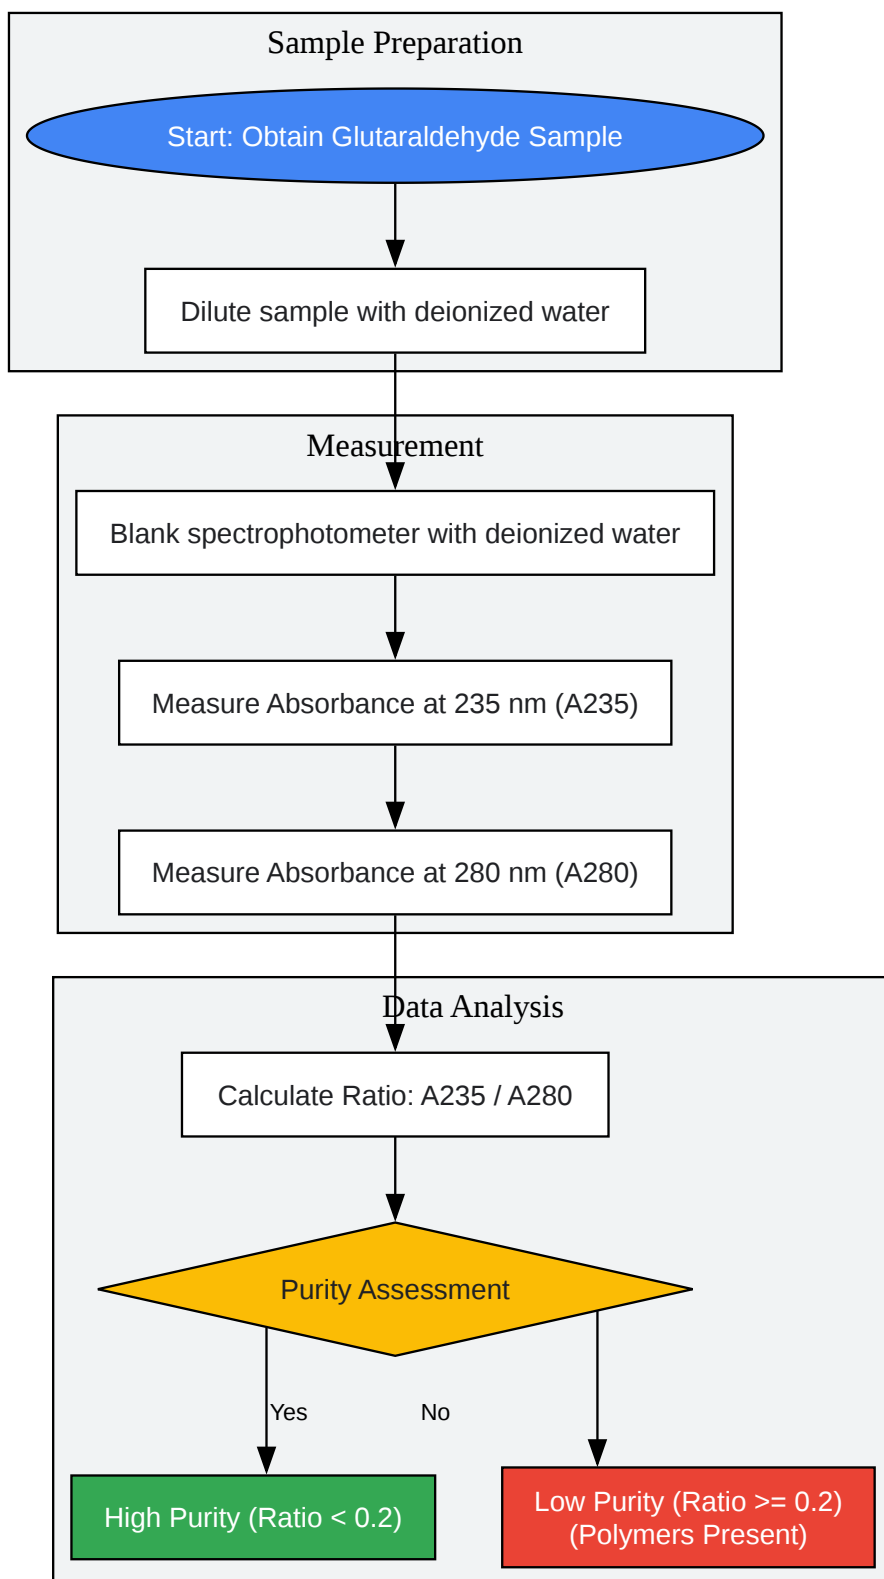 Sample Preparation
Start: Obtain Glutaraldehyde Sample
Dilute sample with deionized water
Measurement
Blank spectrophotometer with deionized water
Measure Absorbance at 235 nm (A235)
Measure Absorbance at 280 nm (A280)
Data Analysis
Calculate Ratio: A235 / A280
Purity Assessment
Yes
No
High Purity (Ratio < 0.2)
Low Purity (Ratio >= 0.2)
(Polymers Present)